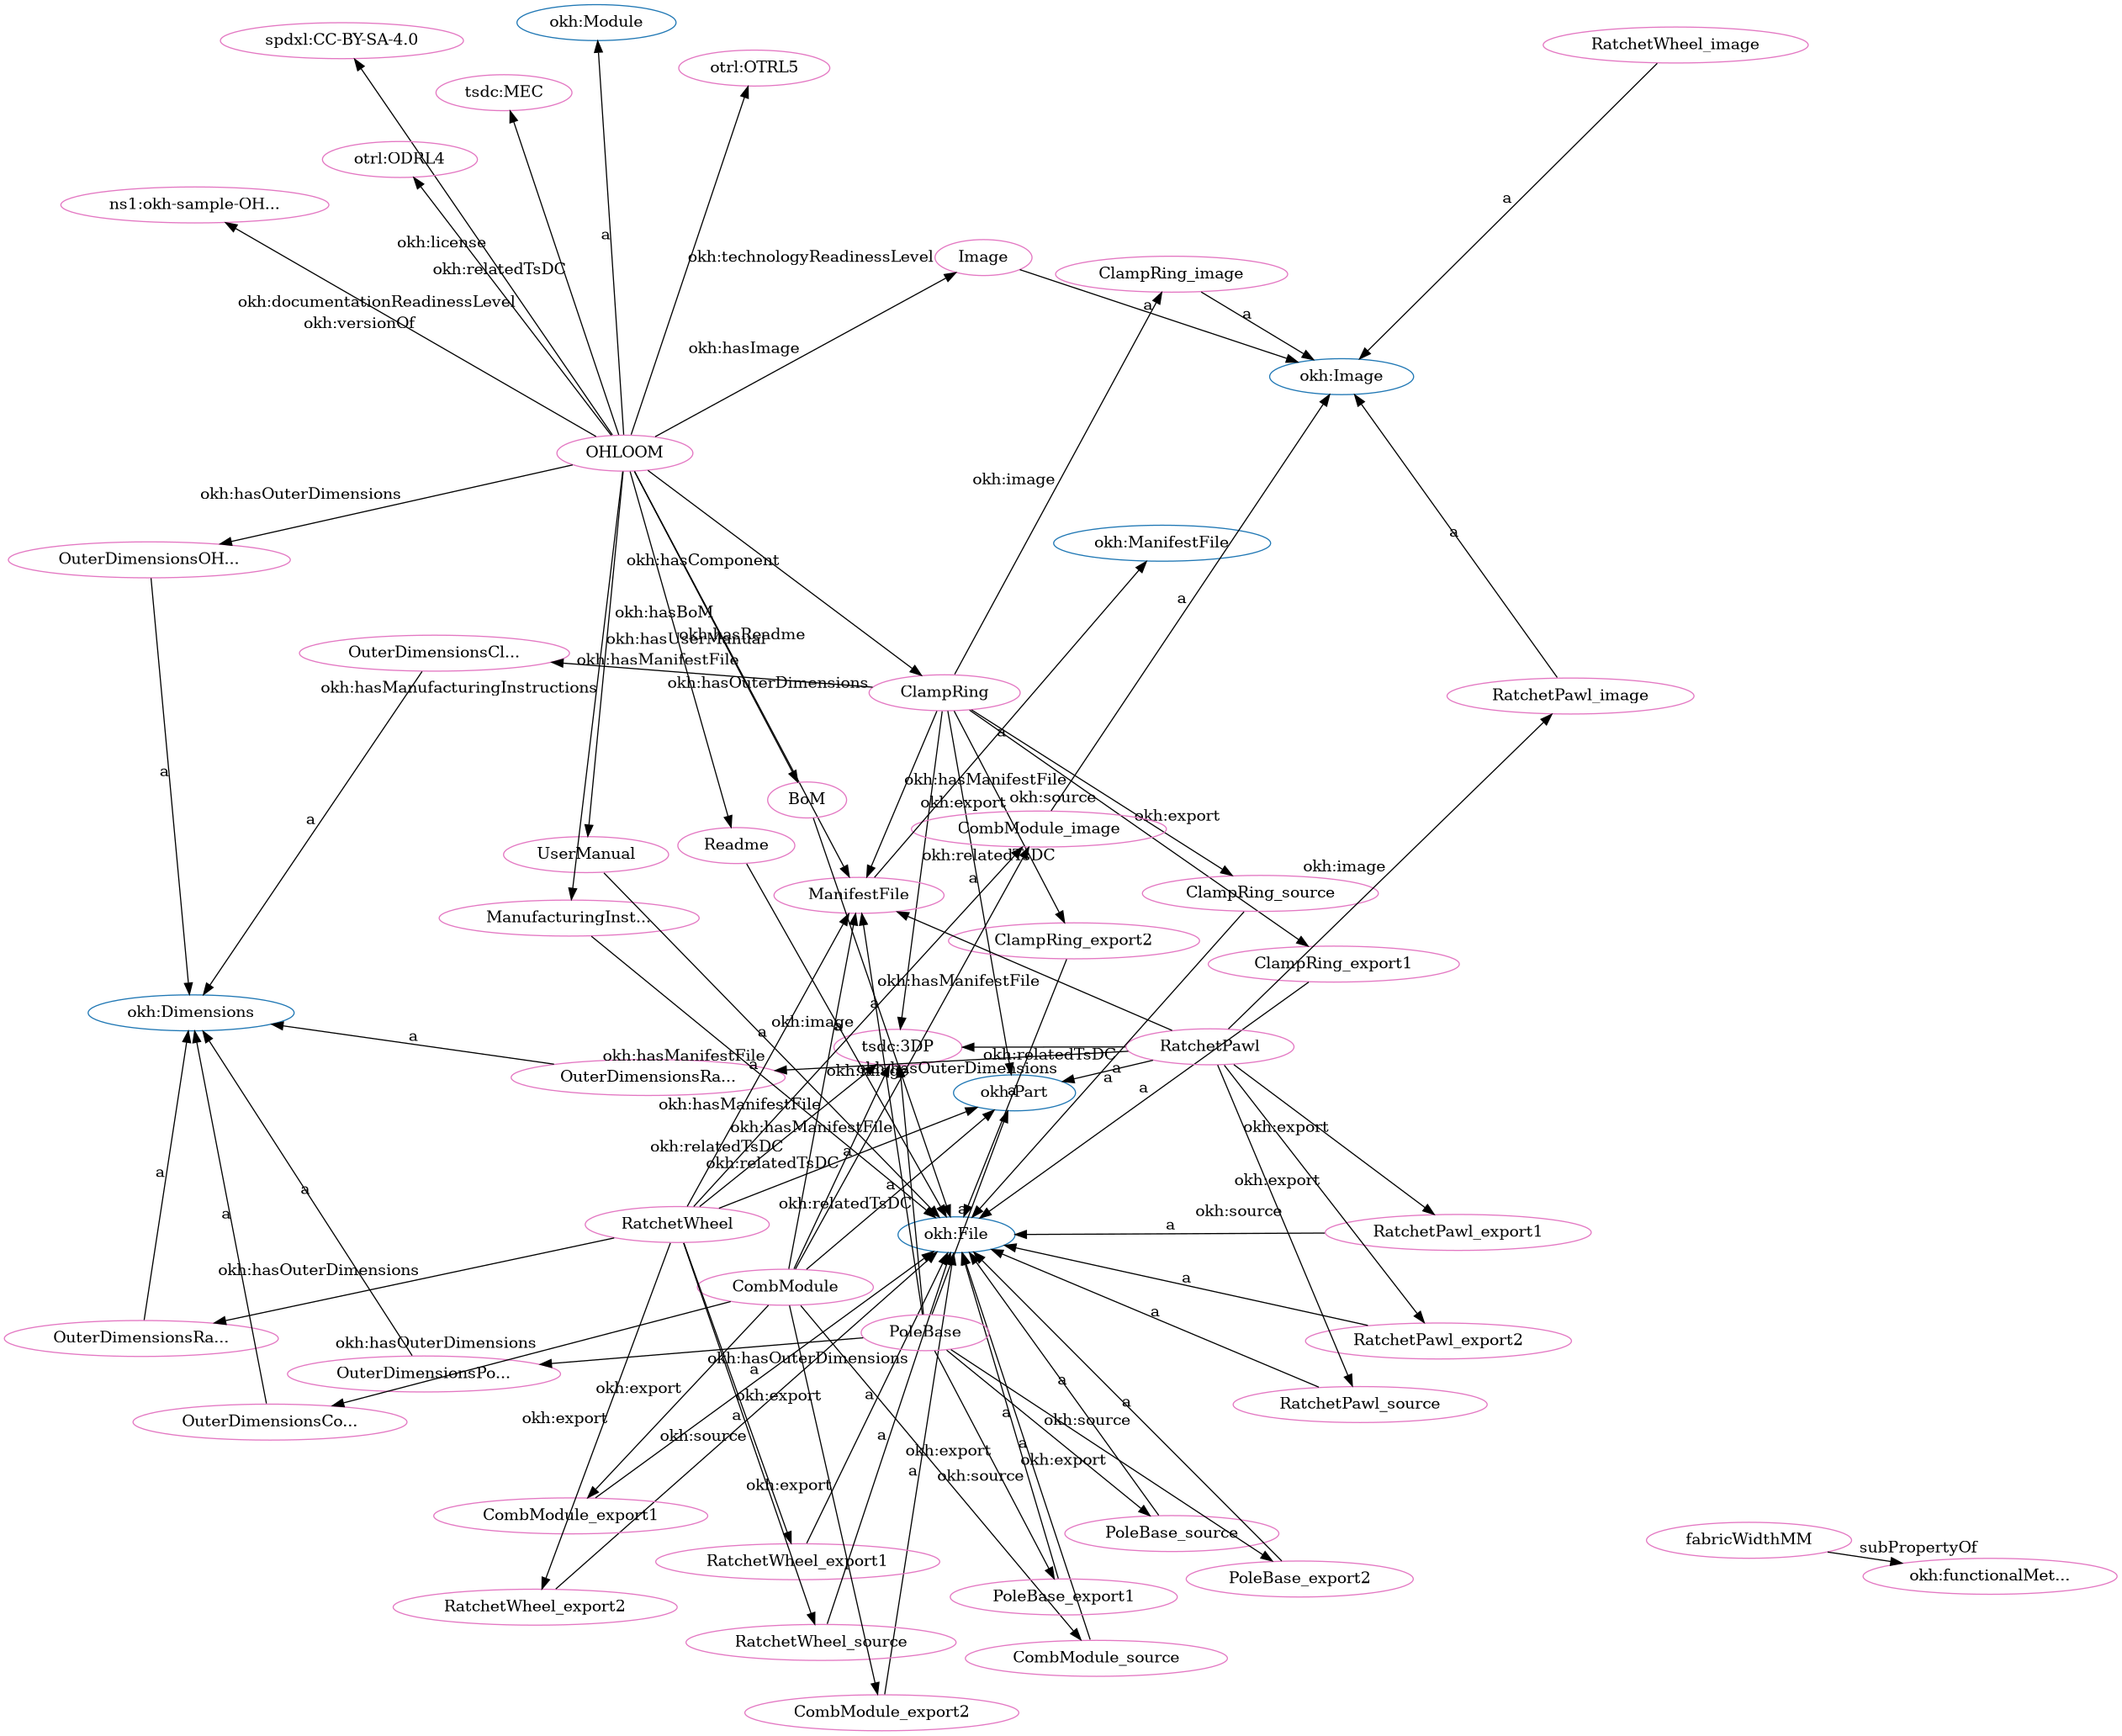 okh:Module
spdxl:CC-BY-SA-4.0
RatchetWheel_image
otrl:OTRL5
tsdc:MEC
otrl:ODRL4
a
ns1:okh-sample-OH...
a
okh:license
okh:technologyReadinessLevel
Image
okh:relatedTsDC
ClampRing_image
okh:documentationReadinessLevel
a
a
okh:versionOf
okh:hasImage
okh:Image
OHLOOM
okh:image
okh:hasOuterDimensions
a
okh:ManifestFile
OuterDimensionsOH...
okh:hasComponent
a
okh:hasBoM
okh:hasReadme
okh:hasUserManual
OuterDimensionsCl...
okh:hasManifestFile
okh:hasOuterDimensions
okh:hasManufacturingInstructions
ClampRing
RatchetPawl_image
a
a
okh:hasManifestFile
BoM
okh:export
okh:source
okh:export
a
CombModule_image
Readme
UserManual
okh:relatedTsDC
okh:image
a
ManifestFile
ClampRing_source
ManufacturingInst...
ClampRing_export2
ClampRing_export1
okh:hasManifestFile
a
okh:Dimensions
okh:image
a
a
a
tsdc:3DP
RatchetPawl
okh:hasManifestFile
okh:relatedTsDC
a
okh:image
okh:hasOuterDimensions
a
OuterDimensionsRa...
a
a
okh:Part
a
okh:hasManifestFile
okh:hasManifestFile
okh:export
okh:relatedTsDC
a
okh:relatedTsDC
a
okh:export
a
a
okh:relatedTsDC
a
okh:source
a
RatchetWheel
a
okh:File
RatchetPawl_export1
okh:hasOuterDimensions
a
CombModule
a
OuterDimensionsRa...
PoleBase
RatchetPawl_export2
okh:hasOuterDimensions
okh:hasOuterDimensions
OuterDimensionsPo...
a
a
okh:export
okh:export
a
a
RatchetPawl_source
OuterDimensionsCo...
okh:export
a
a
okh:source
okh:source
a
a
okh:export
okh:export
a
okh:source
okh:export
CombModule_export1
PoleBase_source
fabricWidthMM
subPropertyOf
RatchetWheel_export1
PoleBase_export2
okh:functionalMet...
PoleBase_export1
RatchetWheel_export2
RatchetWheel_source
CombModule_source
CombModule_export2